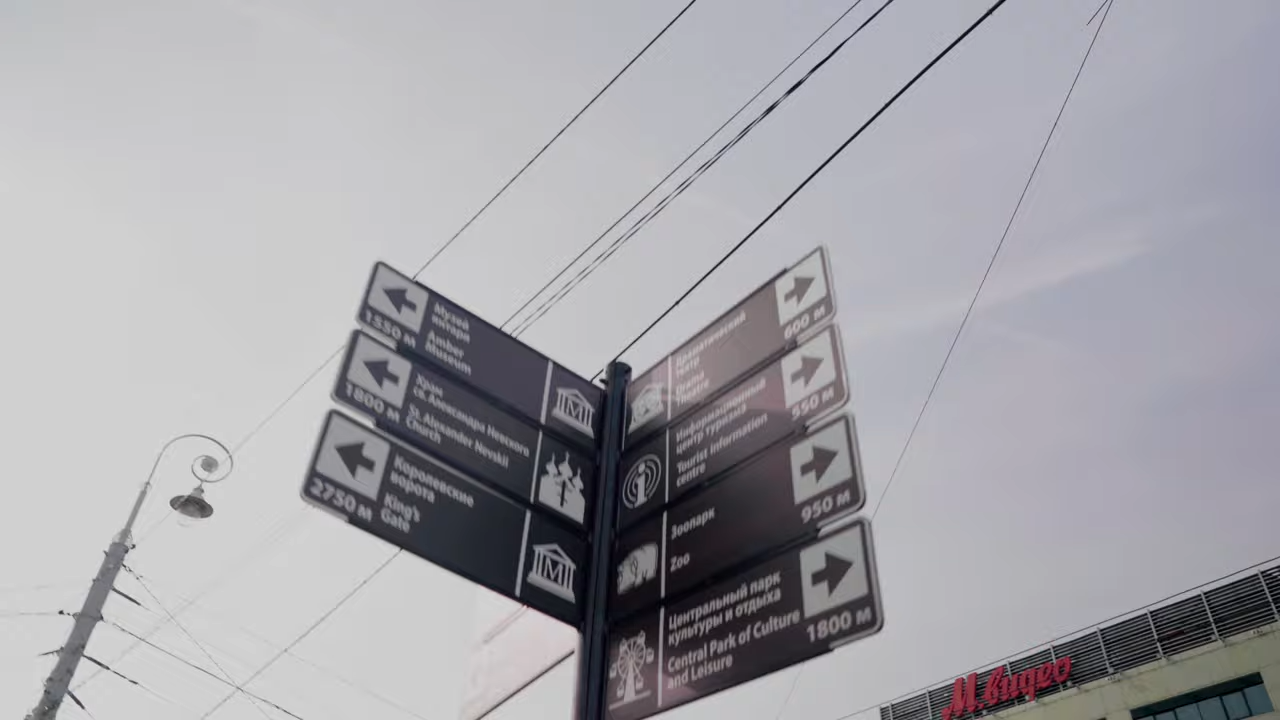 Музей
янтаря
Amber
Museum
1550 м
Храм
св. Александра Невского
St. Alexander Nevskii
Church
1800 м
Королевские
ворота
King's
Gate
2750 м
M
Драматический
театр
Drama
Theatre
600 м
Информационный
центр туризма
Tourist information
centre
550 м
i
Зоопарк
Zoo
950 м
Центральный парк
культуры и отдыха
Central Park of Culture
and Leisure
1800 м
М.видео